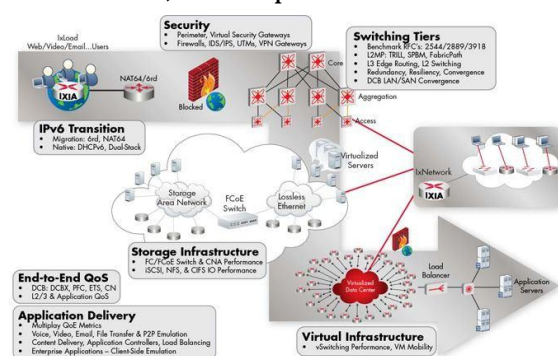 IxLoad
Web/Video/Email...Users
IXIA
NAT64/6rd
Security
• Perimeter, Virtual Security Gateways
• Firewalls, IDS/IPS, UTMs, VPN Gateways
Blocked
Core
Switching Tiers
• Benchmark RFC's: 2544/2889/3918
• L2MP: TRILL, SPBM, FabricPath
• L3 Edge Routing, L2 Switching
• Redundancy, Resiliency, Convergence
• DCB LAN/SAN Convergence
Aggregation
Access
IPv6 Transition
• Migration: 6rd, NAT64
• Native: DHCPv6, Dual-Stack
Virtualized
Servers
IxNetwork
IXIA
Storage
Area Network
FCoE
Switch
Lossless
Ethernet
Storage Infrastructure
• FC/FCoE Switch & CNA Performance
• iSCSI, NFS, & CIFS IO Performance
End-to-End QoS
• DCB: DCBX, PFC, ETS, CN
• L2/3 & Application QoS
Virtualized
Data Center
Load
Balancer
Application
Servers
Application Delivery
• Multiplay QoE Metrics
• Voice, Video, Email, File Transfer & P2P Emulation
• Content Delivery, Application Controllers, Load Balancing
• Enterprise Applications – Client-Side Emulation
Virtual Infrastructure
• vSwitching Performance, VM Mobility